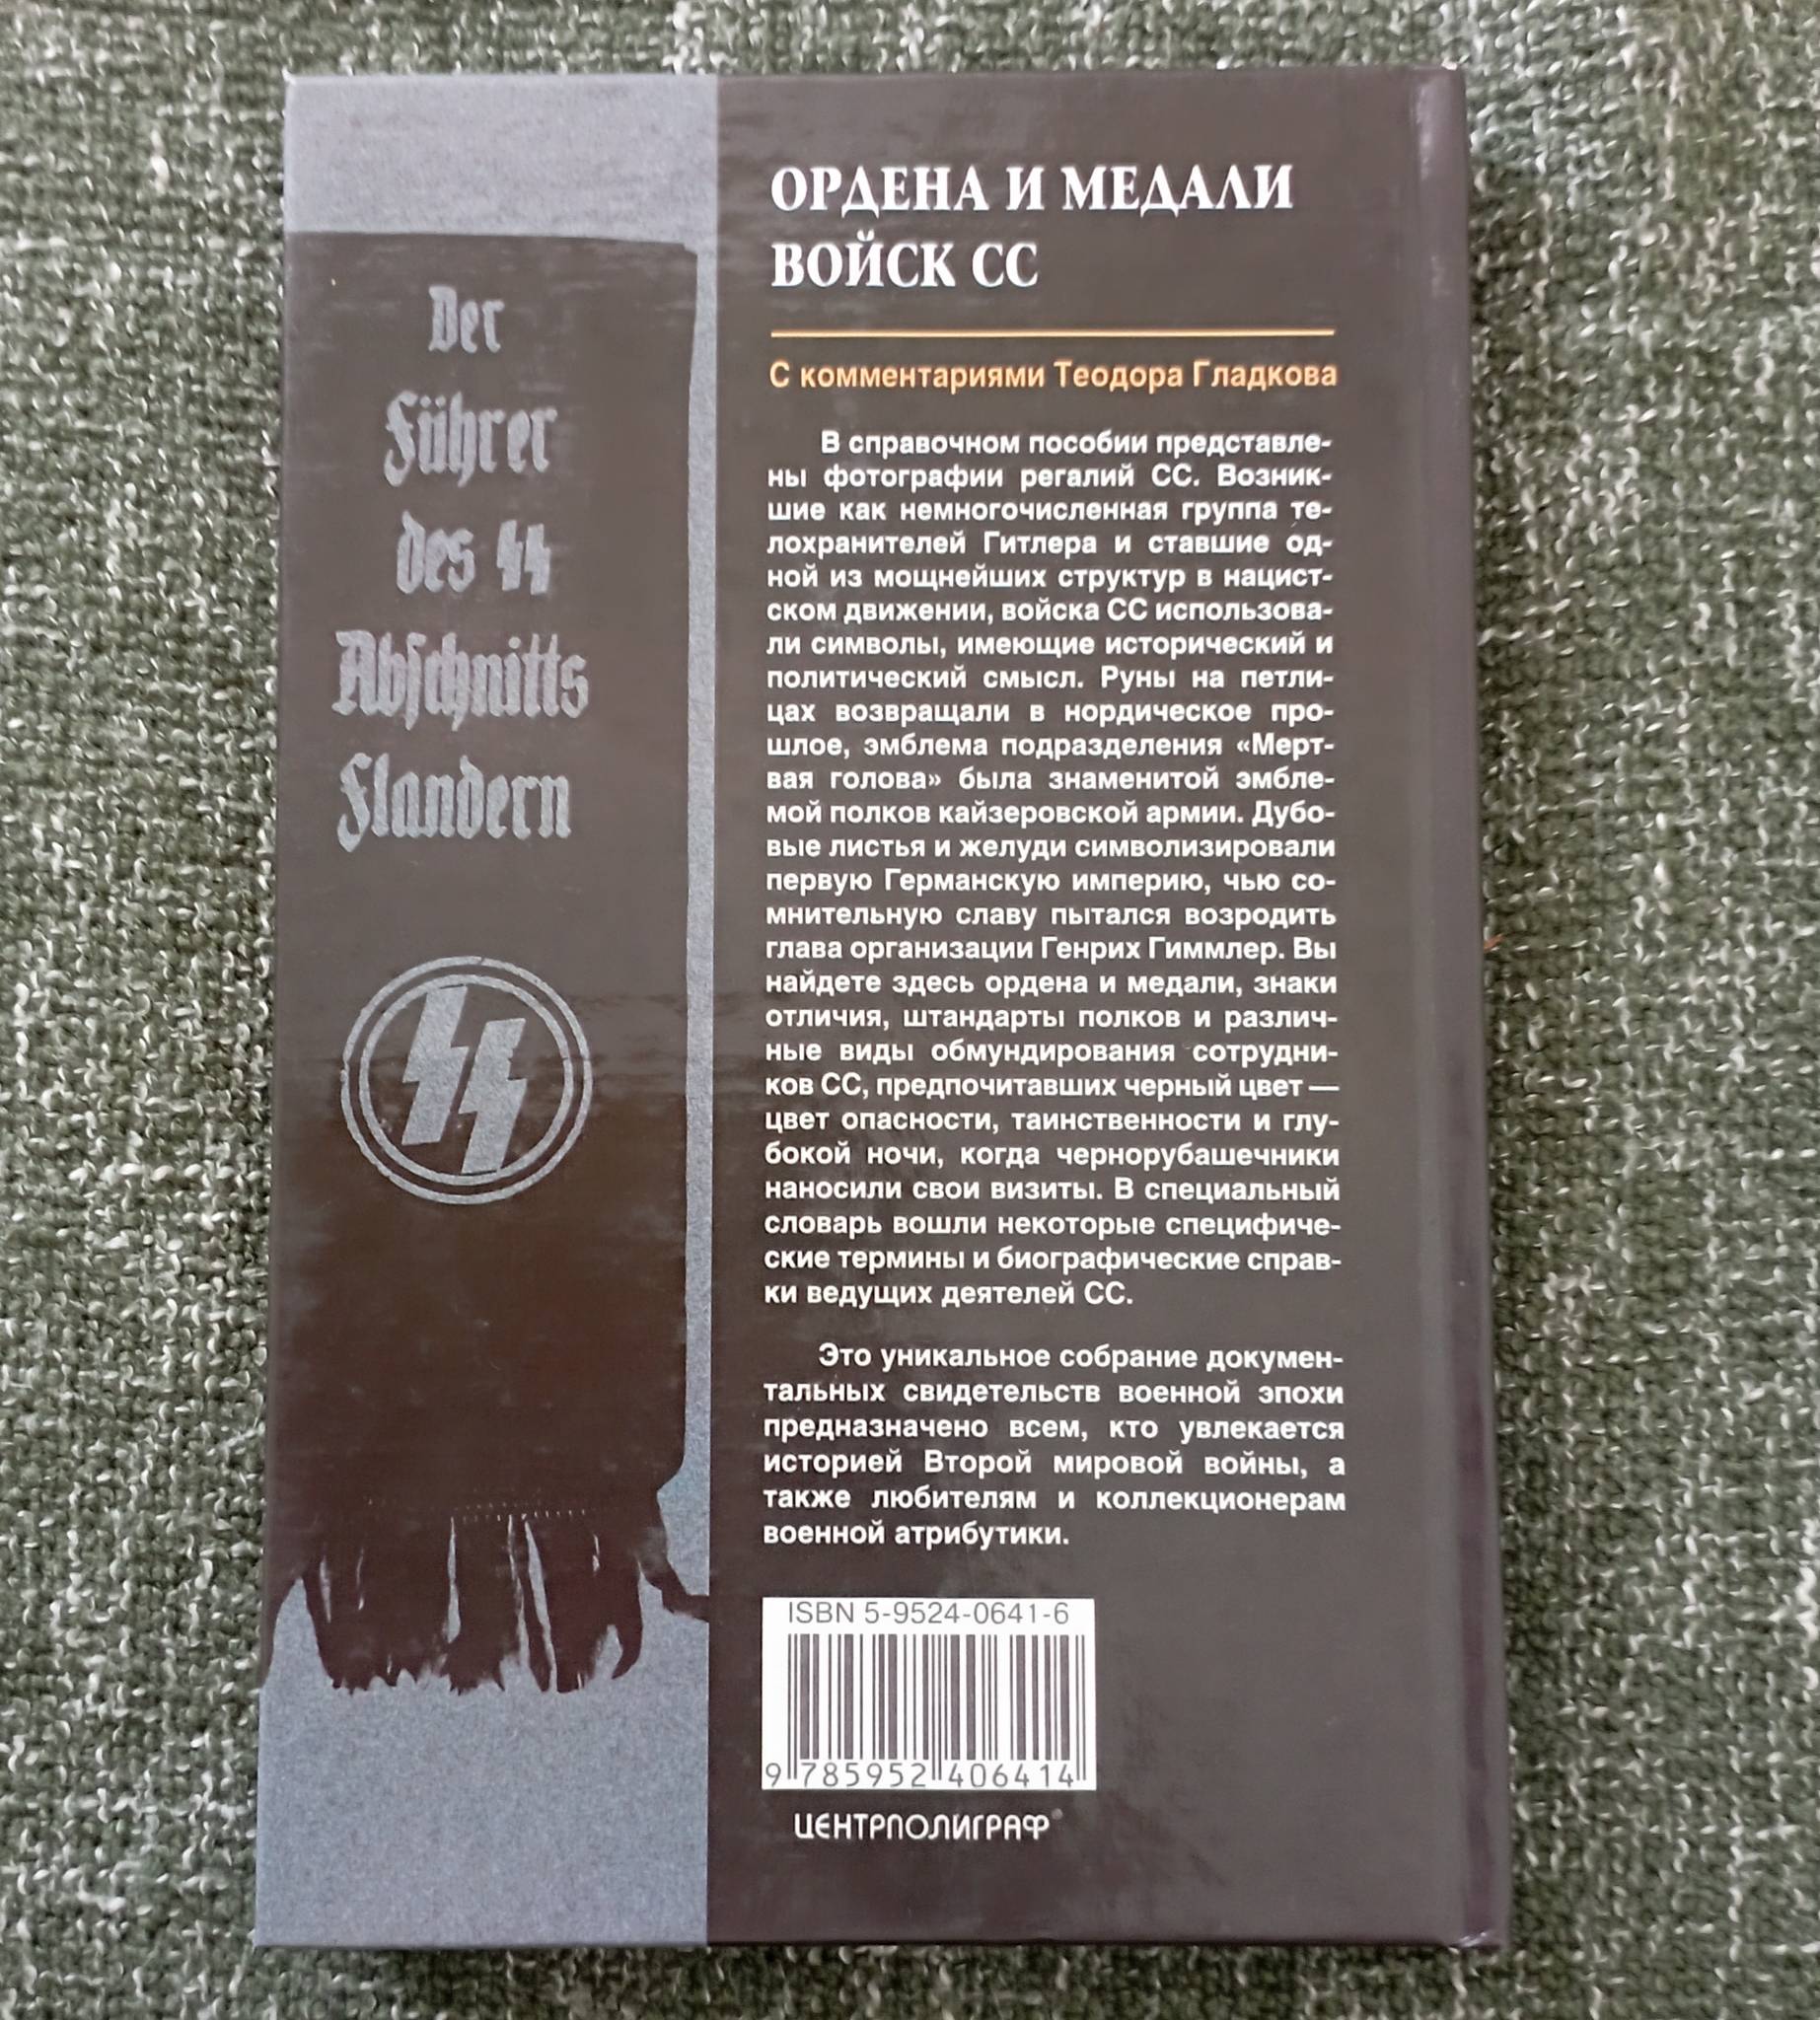 Der
Führer
des SS
Abschnitts
Flandern
SS
ОРДЕНА И МЕДАЛИ
ВОЙСК СС
С комментариями Теодора Гладкова
В справочном пособии представле-
ны фотографии регалий СС. Возник-
шие как немногочисленная группа те-
лохранителей Гитлера и ставшие од-
ной из мощнейших структур в нацист-
ском движении, войска СС использова-
ли символы, имеющие исторический и
политический смысл. Руны на петли-
цах возвращали в нордическое про-
шлое, эмблема подразделения «Мерт-
вая голова» была знаменитой эмбле-
мой полков кайзеровской армии. Дубо-
вые листья и желуди символизировали
первую Германскую империю, чью со-
мнительную славу пытался возродить
глава организации Генрих Гиммлер. Вы
найдете здесь ордена и медали, знаки
отличия, штандарты полков и различ-
ные виды обмундирования сотрудни-
ков СС, предпочитавших черный цвет —
цвет опасности, таинственности и глу-
бокой ночи, когда чернорубашечники
наносили свои визиты. В специальный
словарь вошли некоторые специфиче-
ские термины и биографические справ-
ки ведущих деятелей СС.
Это уникальное собрание докумен-
тальных свидетельств военной эпохи
предназначено всем, кто увлекается
историей Второй мировой войны, а
также любителям и коллекционерам
военной атрибутики.
ISBN 5-9524-0641-6
9 785952 406414
ЦЕНТРПОЛИГРАФ®